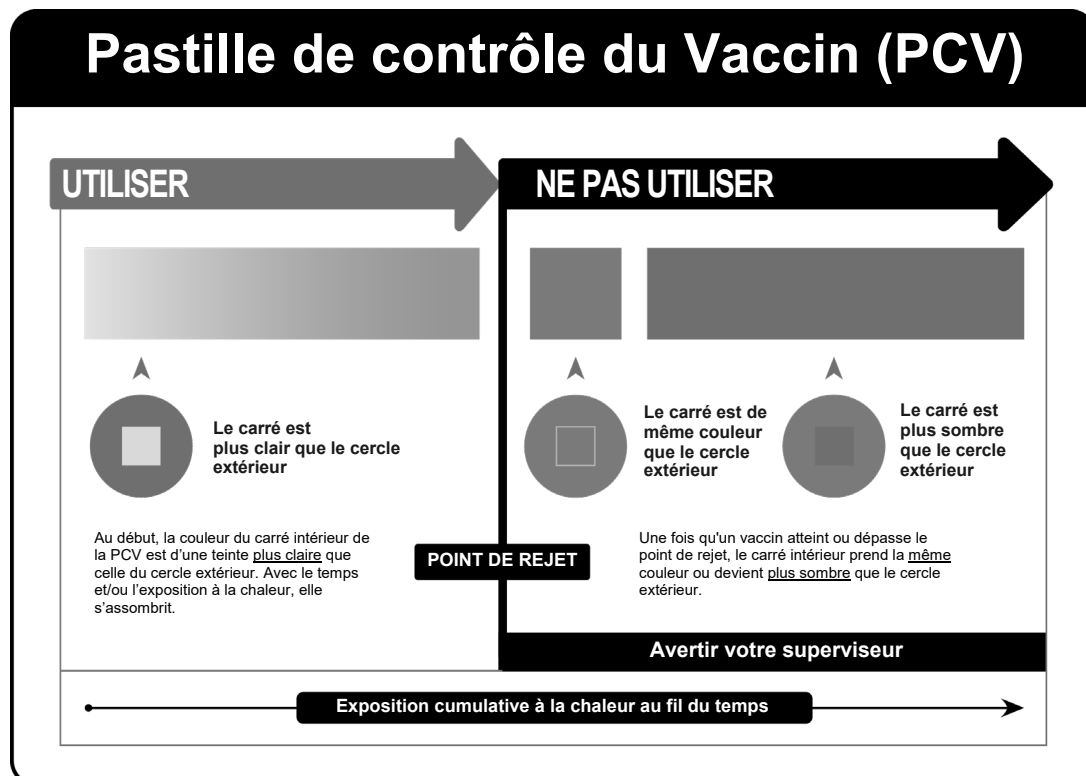 Pastille de contrôle du Vaccin (PCV)
UTILISER
NE PAS UTILISER
Le carré est
plus clair que le cercle
extérieur
Le carré est de
même couleur
que le cercle
extérieur
Le carré est
plus sombre
que le cercle
extérieur
Au début, la couleur du carré intérieur de
la PCV est d’une teinte plus claire que
celle du cercle extérieur. Avec le temps
et/ou l’exposition à la chaleur, elle
s’assombrit.
POINT DE REJET
Une fois qu'un vaccin atteint ou dépasse le
point de rejet, le carré intérieur prend la même
couleur ou devient plus sombre que le cercle
extérieur.
Avertir votre superviseur
Exposition cumulative à la chaleur au fil du temps